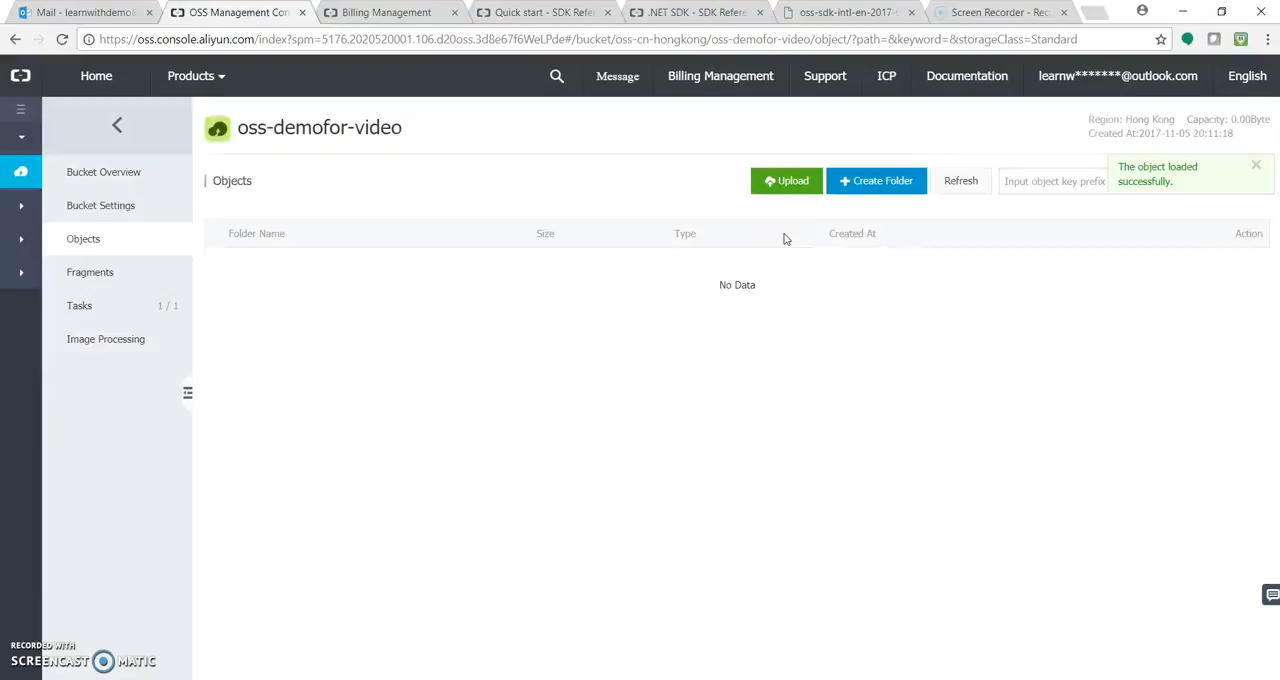 Mail - learnwithdemo8
OSS Management Con
Billing Management
Quick start - SDK Refe
.NET SDK - SDK Refere
oss-sdk-intl-en-2017-
Screen Recorder - Rec
https://oss.console.aliyun.com/index?spm=5176.2020520001.106.d20oss.3d8e67f6WeLPde#/bucket/oss-cn-hongkong/oss-demofor-video/object/?path=&keyword=&storageClass=Standard
Home
Products
Message
Billing Management
Support
ICP
Documentation
learnw*******@outlook.com
English
oss-demofor-video
Region: Hong Kong Capacity: 0.00Byte
Created At:2017-11-05 20:11:18
The object loaded
successfully.
Bucket Overview
Bucket Settings
Objects
Fragments
Tasks 1 / 1
Image Processing
Objects
Upload
Create Folder
Refresh
Input object key prefix
Folder Name
Size
Type
Created At
Action
No Data
RECORDED WITH
SCREENCAST MATIC